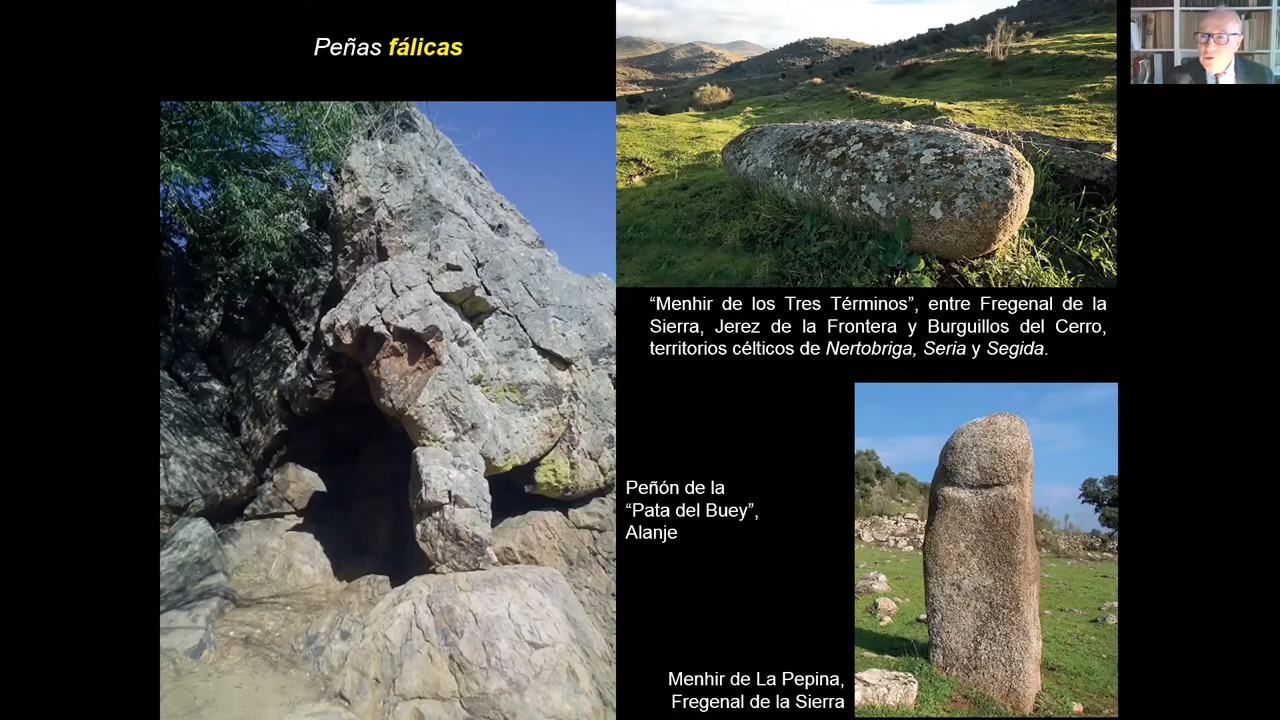 Peñas fálicas
“Menhir de los Tres Términos”, entre Fregenal de la
Sierra, Jerez de la Frontera y Burguillos del Cerro,
territorios célticos de Nertobriga, Seria y Segida.
Peñón de la
“Pata del Buey”,
Alanje
Menhir de La Pepina,
Fregenal de la Sierra